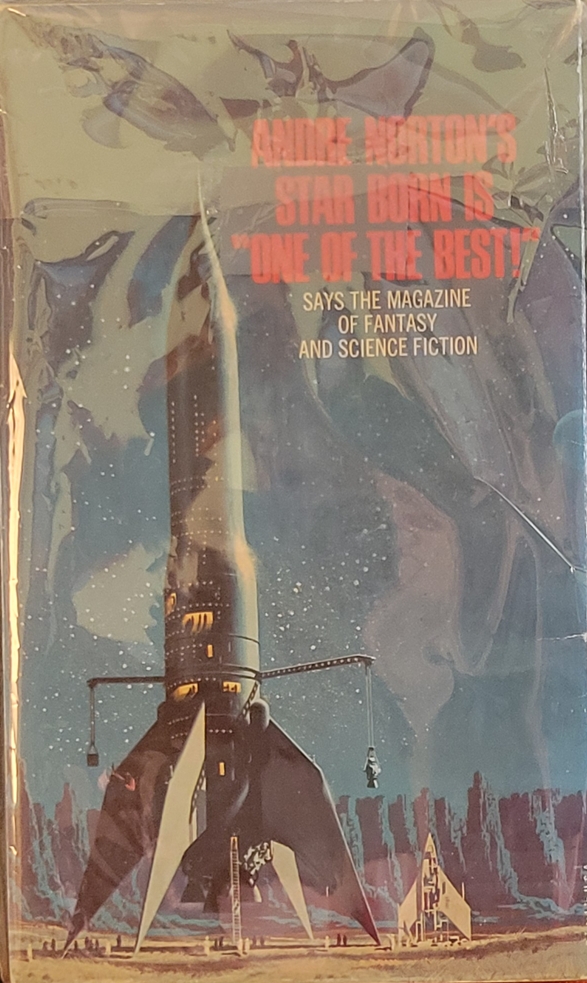 ANDRE NORTON'S
STAR BORN IS
"ONE OF THE BEST!"
SAYS THE MAGAZINE
OF FANTASY
AND SCIENCE FICTION